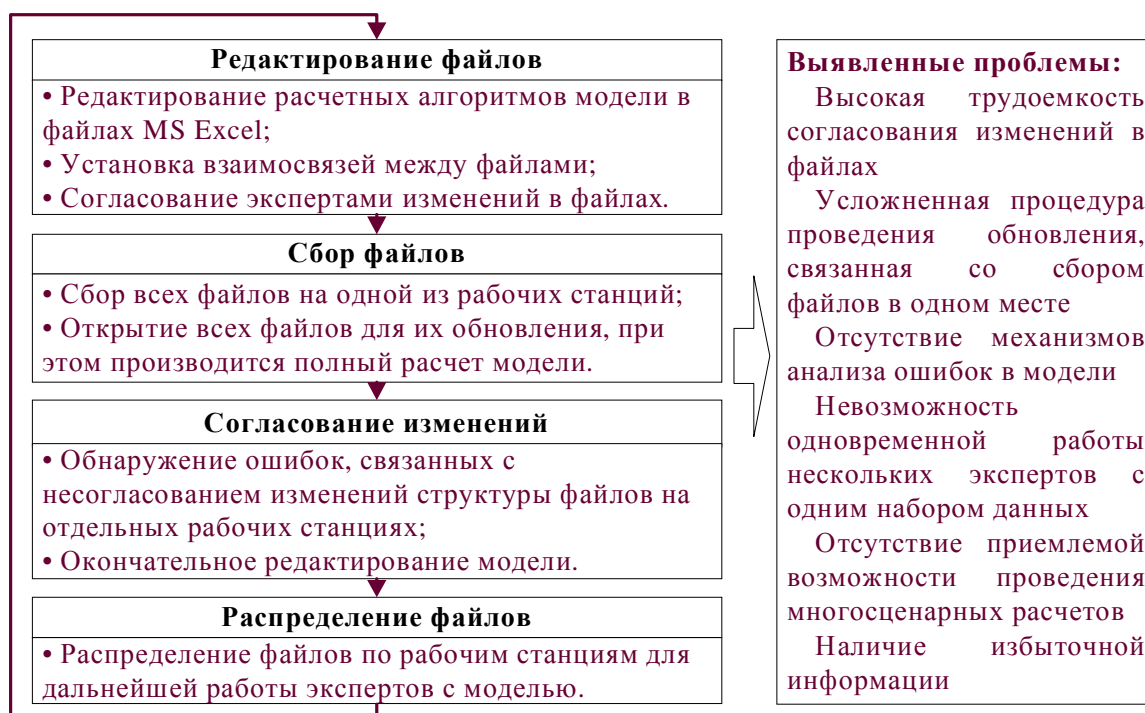 Редактирование файлов
• Редактирование расчетных алгоритмов модели в
файлах MS Excel;
• Установка взаимосвязей между файлами;
• Согласование экспертами изменений в файлах.
Сбор файлов
• Сбор всех файлов на одной из рабочих станций;
• Открытие всех файлов для их обновления, при
этом производится полный расчет модели.
Согласование изменений
• Обнаружение ошибок, связанных с
несогласованием изменений структуры файлов на
отдельных рабочих станциях;
• Окончательное редактирование модели.
Распределение файлов
• Распределение файлов по рабочим станциям для
дальнейшей работы экспертов с моделью.
Выявленные проблемы:
Высокая трудоемкость
согласования изменений в
файлах
Усложненная процедура
проведения обновления,
связанная со сбором
файлов в одном месте
Отсутствие механизмов
анализа ошибок в модели
Невозможность
одновременной работы
нескольких экспертов с
одним набором данных
Отсутствие приемлемой
возможности проведения
многосценарных расчетов
Наличие избыточной
информации